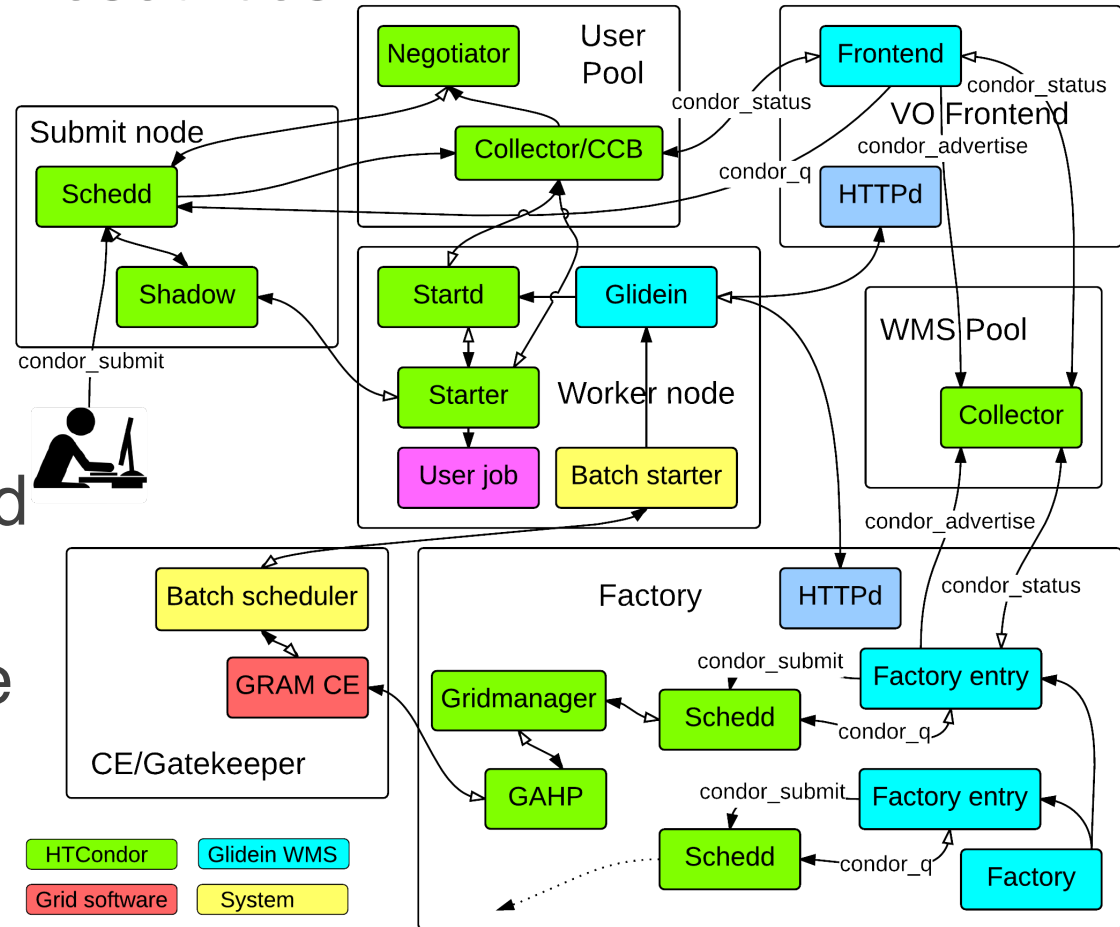 User
Pool
Negotiator
Collector/CCB
condor_status
Frontend
condor_status
VO Frontend
condor_advertise
condor_q
HTTPd
Submit node
Schedd
Shadow
condor_submit
Startd
Glidein
Starter
Worker node
User job
Batch starter
WMS Pool
Collector
condor_advertise
condor_status
d
e
Batch scheduler
GRAM CE
CE/Gatekeeper
Factory
HTTPd
condor_submit
Factory entry
Gridmanager
Schedd
condor_q
GAHP
condor_submit
Factory entry
Schedd
condor_q
Factory
HTCondor
Glidein WMS
Grid software
System